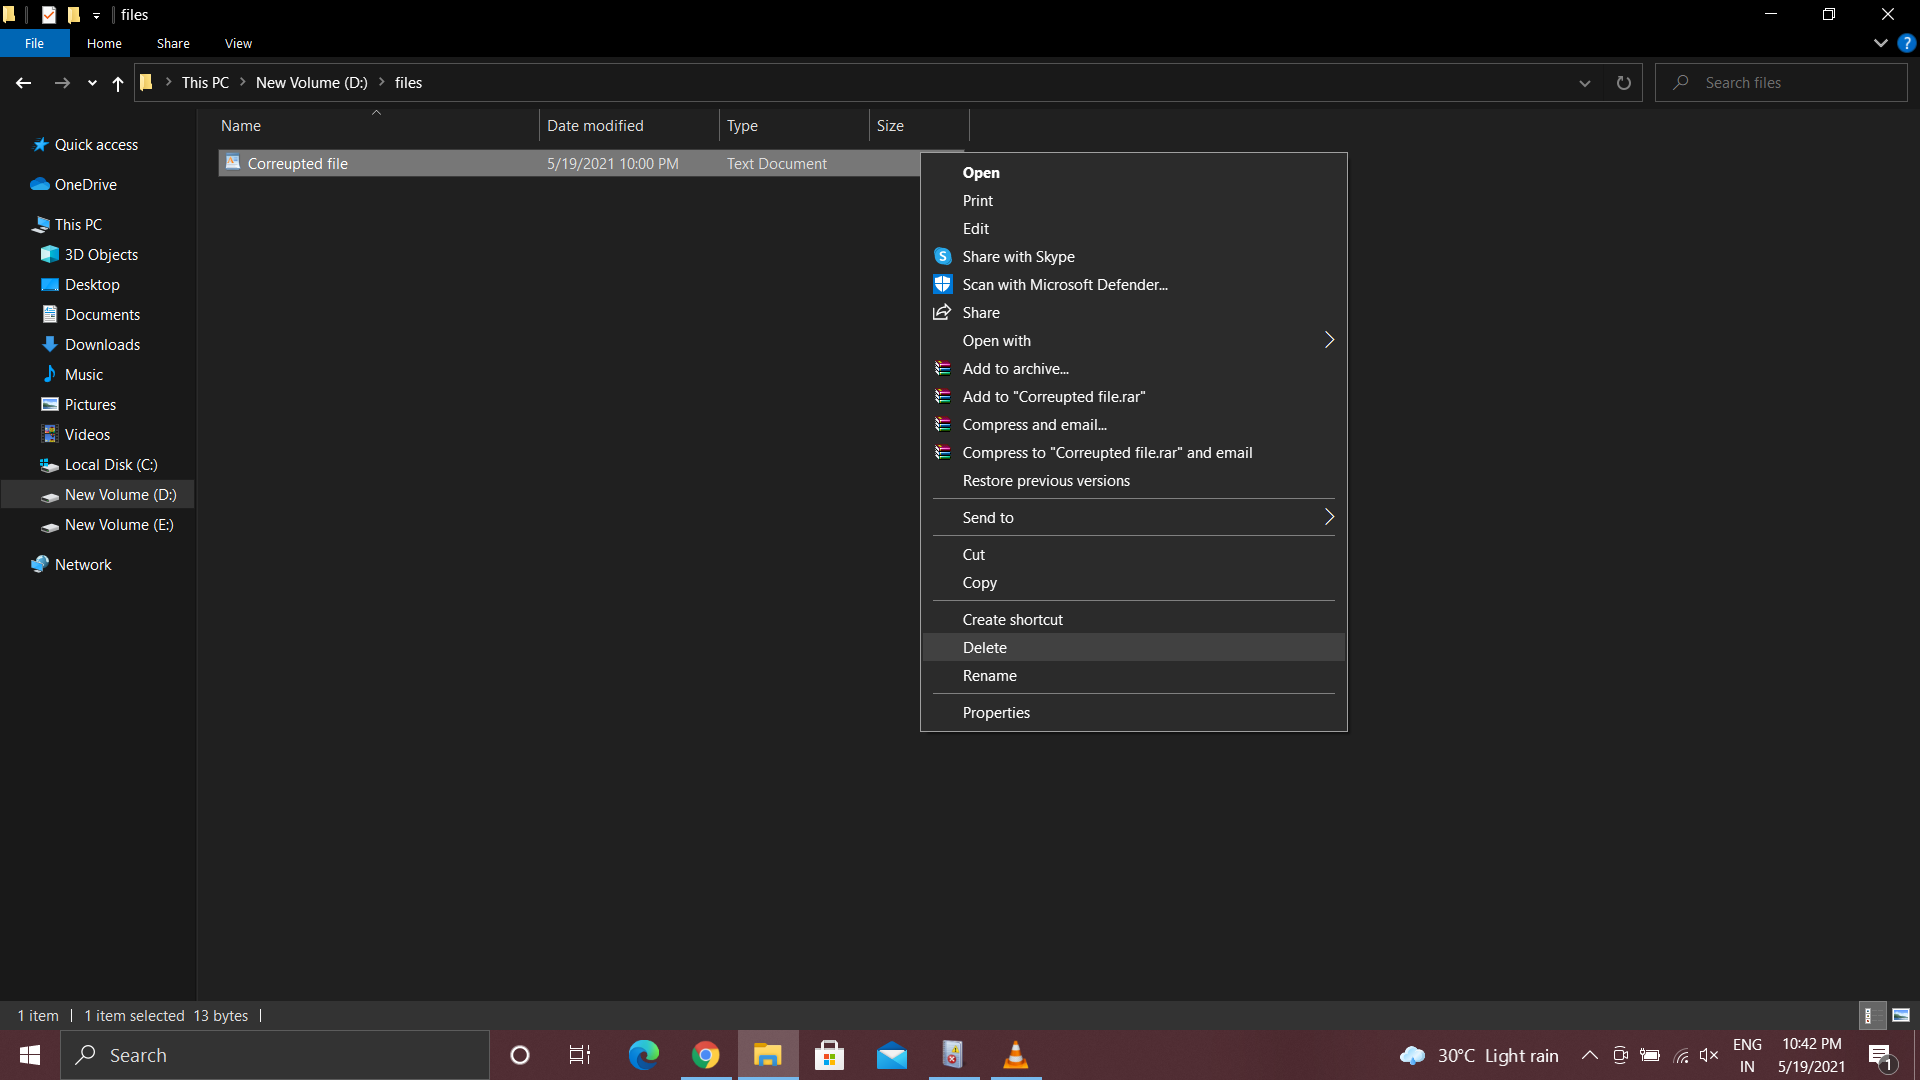 files
File Home Share View
This PC New Volume (D:) files
Search files
Name Date modified Type Size
Quick access
OneDrive
This PC
3D Objects
Desktop
Documents
Downloads
Music
Pictures
Videos
Local Disk (C:)
New Volume (D:)
New Volume (E:)
Network
Correupted file 5/19/2021 10:00 PM Text Document
Open
Print
Edit
Share with Skype
Scan with Microsoft Defender...
Share
Open with
Add to archive...
Add to "Correupted file.rar"
Compress and email...
Compress to "Correupted file.rar" and email
Restore previous versions
Send to
Cut
Copy
Create shortcut
Delete
Rename
Properties
1 item 1 item selected 13 bytes
Search
30°C Light rain
ENG
IN
10:42 PM
5/19/2021
1